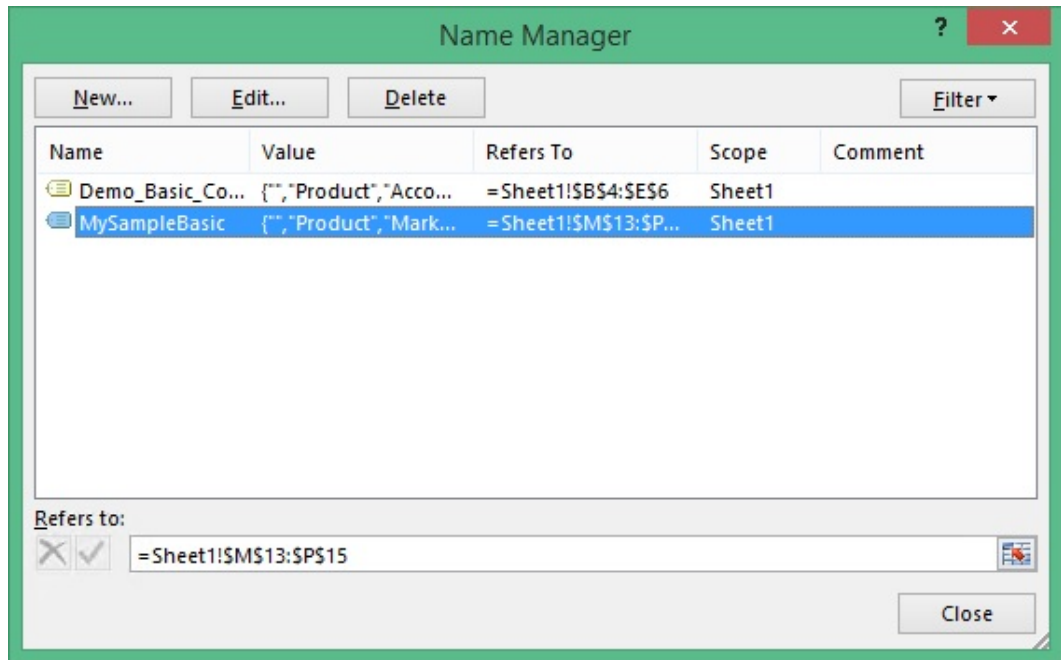 Name Manager
?
New... Edit... Delete Filter
Name Value Refers To Scope Comment
Demo_Basic_Co... {"","Product","Acco... =Sheet1!$B$4:$E$6 Sheet1
MySampleBasic {"","Product","Mark... =Sheet1!$M$13:$P... Sheet1
Refers to:
=Sheet1!$M$13:$P$15
Close